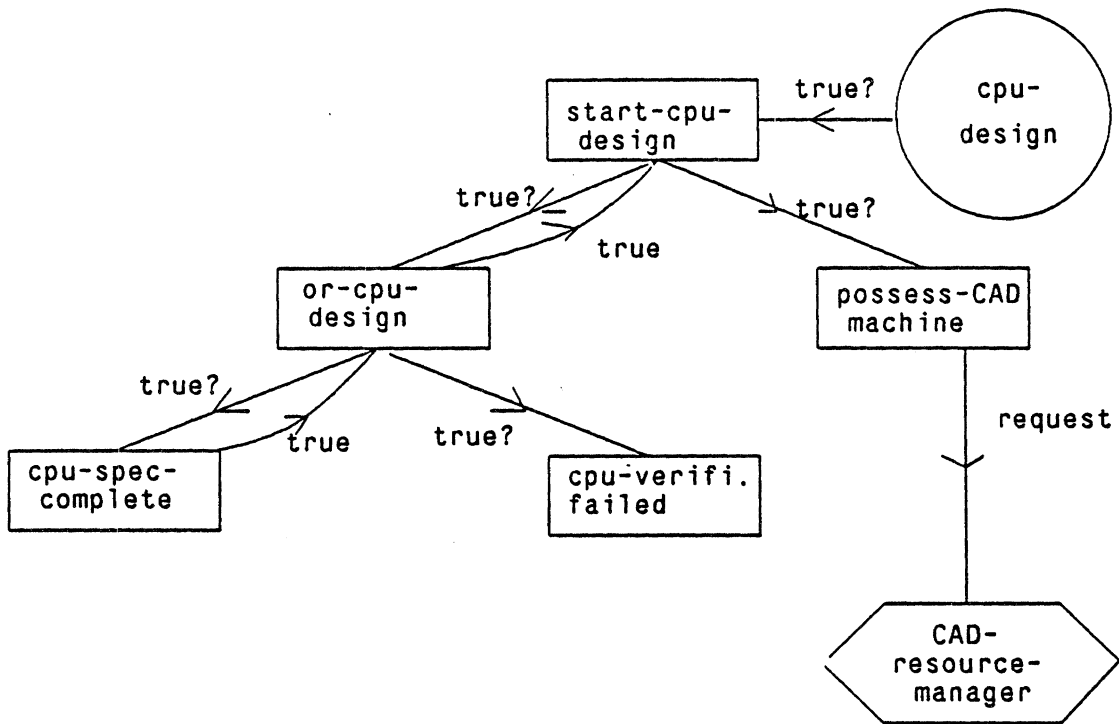 cpu-
design
true?
start-cpu-
design
true?
true
true?
or-cpu-
design
possess-CAD
machine
true?
true
true?
request
cpu-spec-
complete
cpu-verifi.
failed
CAD-
resource-
manager